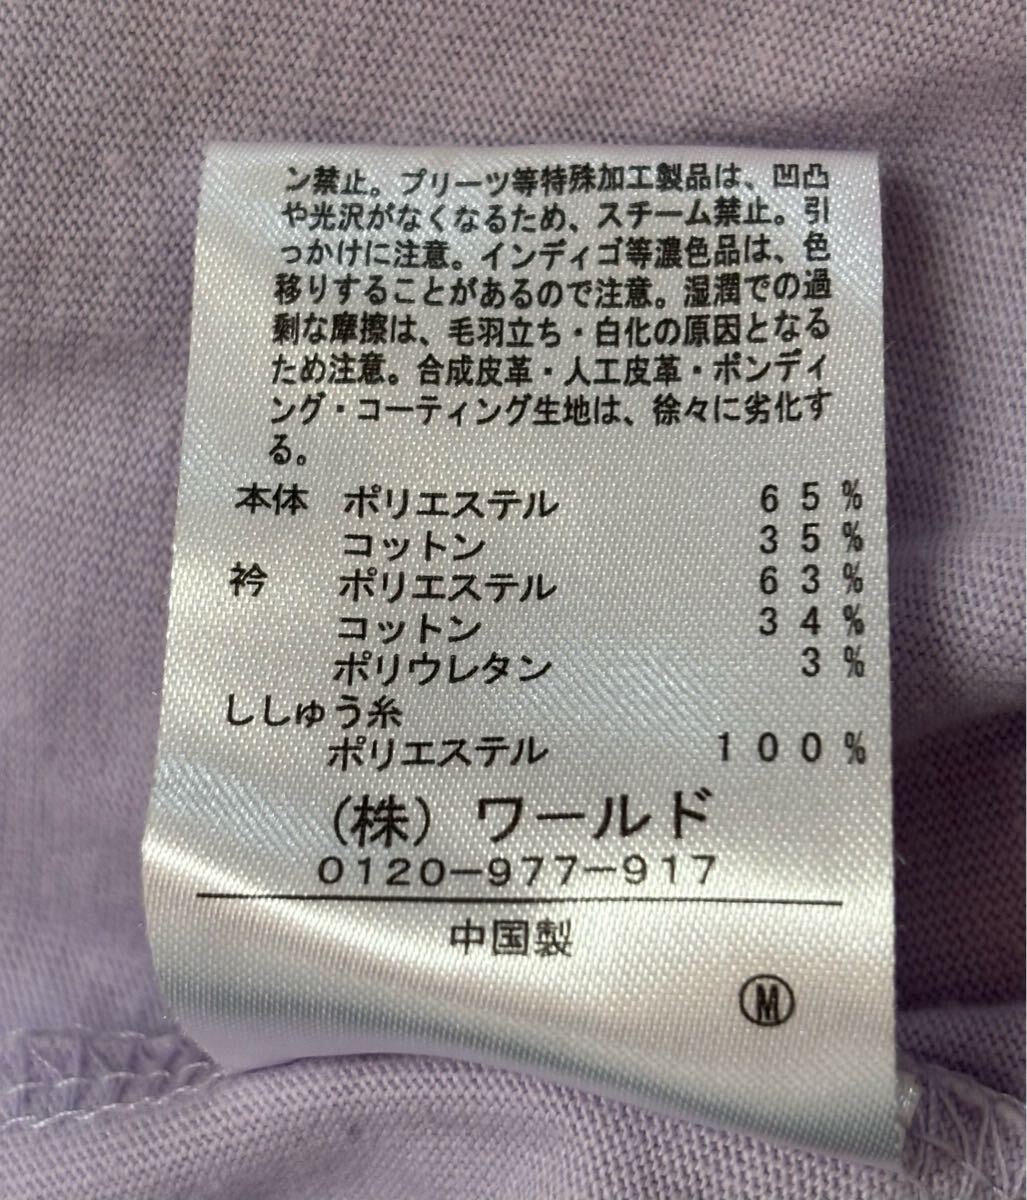 ン禁止。プリーツ等特殊加工製品は、凹凸
や光沢がなくなるため、スチーム禁止。引
っかけに注意。インディゴ等濃色品は、色
移りすることがあるので注意。湿潤での過
剰な摩擦は、毛羽立ち・白化の原因となる
ため注意。合成皮革・人工皮革・ボンディ
ング・コーティング生地は、徐々に劣化す
る。
本体 ポリエステル 65%
コットン 35%
衿 ポリエステル 63%
コットン 34%
ポリウレタン 3%
ししゅう糸
ポリエステル 100%
(株) ワールド
0120-977-917
中国製
Ⓜ